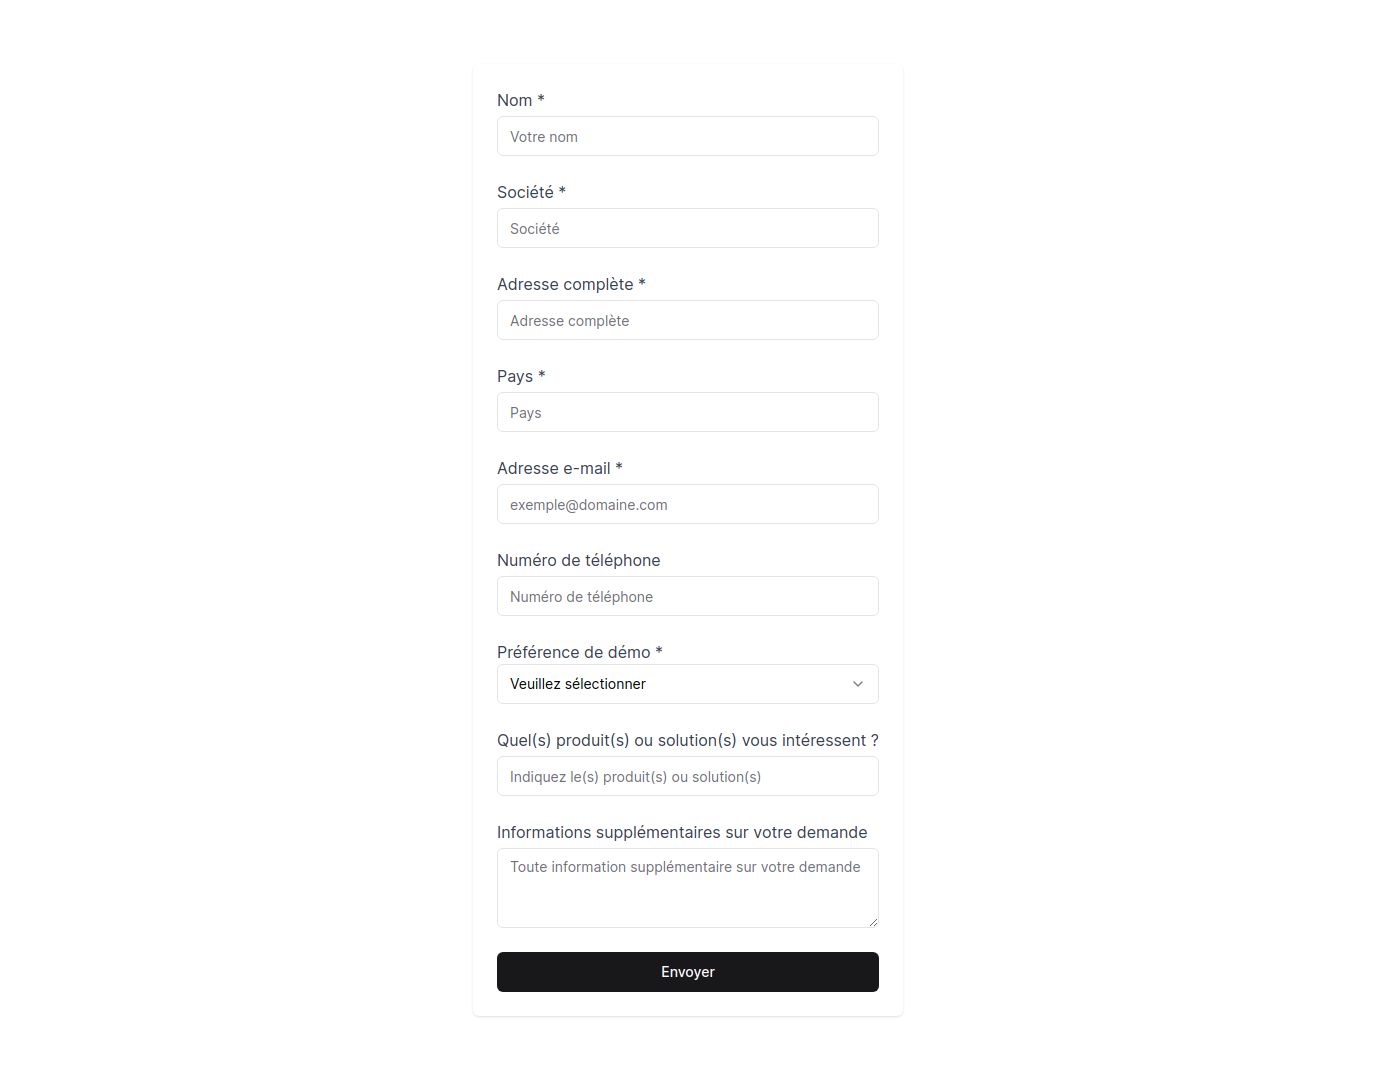 Nom *
Votre nom
Société *
Société
Adresse complète *
Adresse complète
Pays *
Pays
Adresse e-mail *
exemple@domaine.com
Numéro de téléphone
Numéro de téléphone
Préférence de démo *
Veuillez sélectionner
Quel(s) produit(s) ou solution(s) vous intéressent ?
Indiquez le(s) produit(s) ou solution(s)
Informations supplémentaires sur votre demande
Toute information supplémentaire sur votre demande
Envoyer